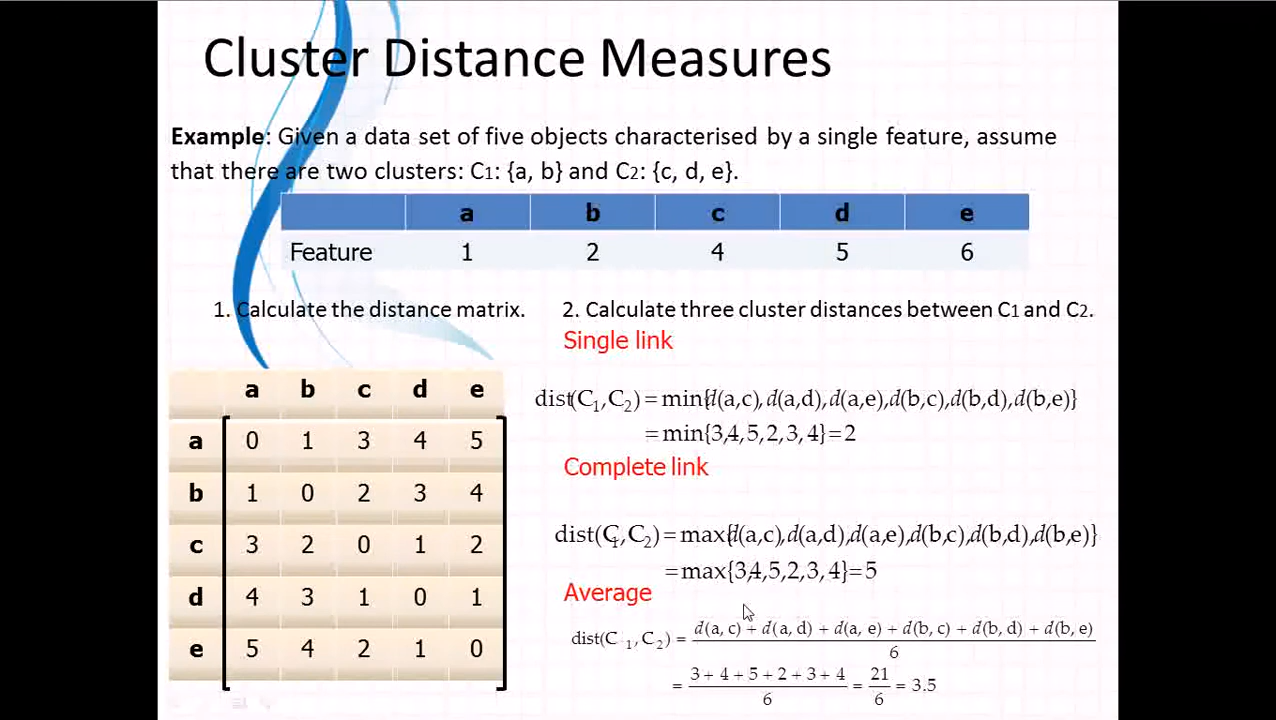 Cluster Distance Measures
Example: Given a data set of five objects characterised by a single feature, assume
that there are two clusters: C1: {a, b} and C2: {c, d, e}.
a b c d e
Feature 1 2 4 5 6
1. Calculate the distance matrix.
2. Calculate three cluster distances between C1 and C2.
a b c d e
a 0 1 3 4 5
b 1 0 2 3 4
c 3 2 0 1 2
d 4 3 1 0 1
e 5 4 2 1 0
Single link
dist(C1,C2) = min{d(a,c),d(a,d),d(a,e),d(b,c),d(b,d),d(b,e)}
= min{3,4,5,2,3,4} = 2
Complete link
dist(C1,C2) = max{d(a,c),d(a,d),d(a,e),d(b,c),d(b,d),d(b,e)}
= max{3,4,5,2,3,4} = 5
Average
d(a, c) + d(a, d) + d(a, e) + d(b, c) + d(b, d) + d(b, e)
dist(C1, C2) =
6
3 + 4 + 5 + 2 + 3 + 4 21
= = = 3.5
6 6